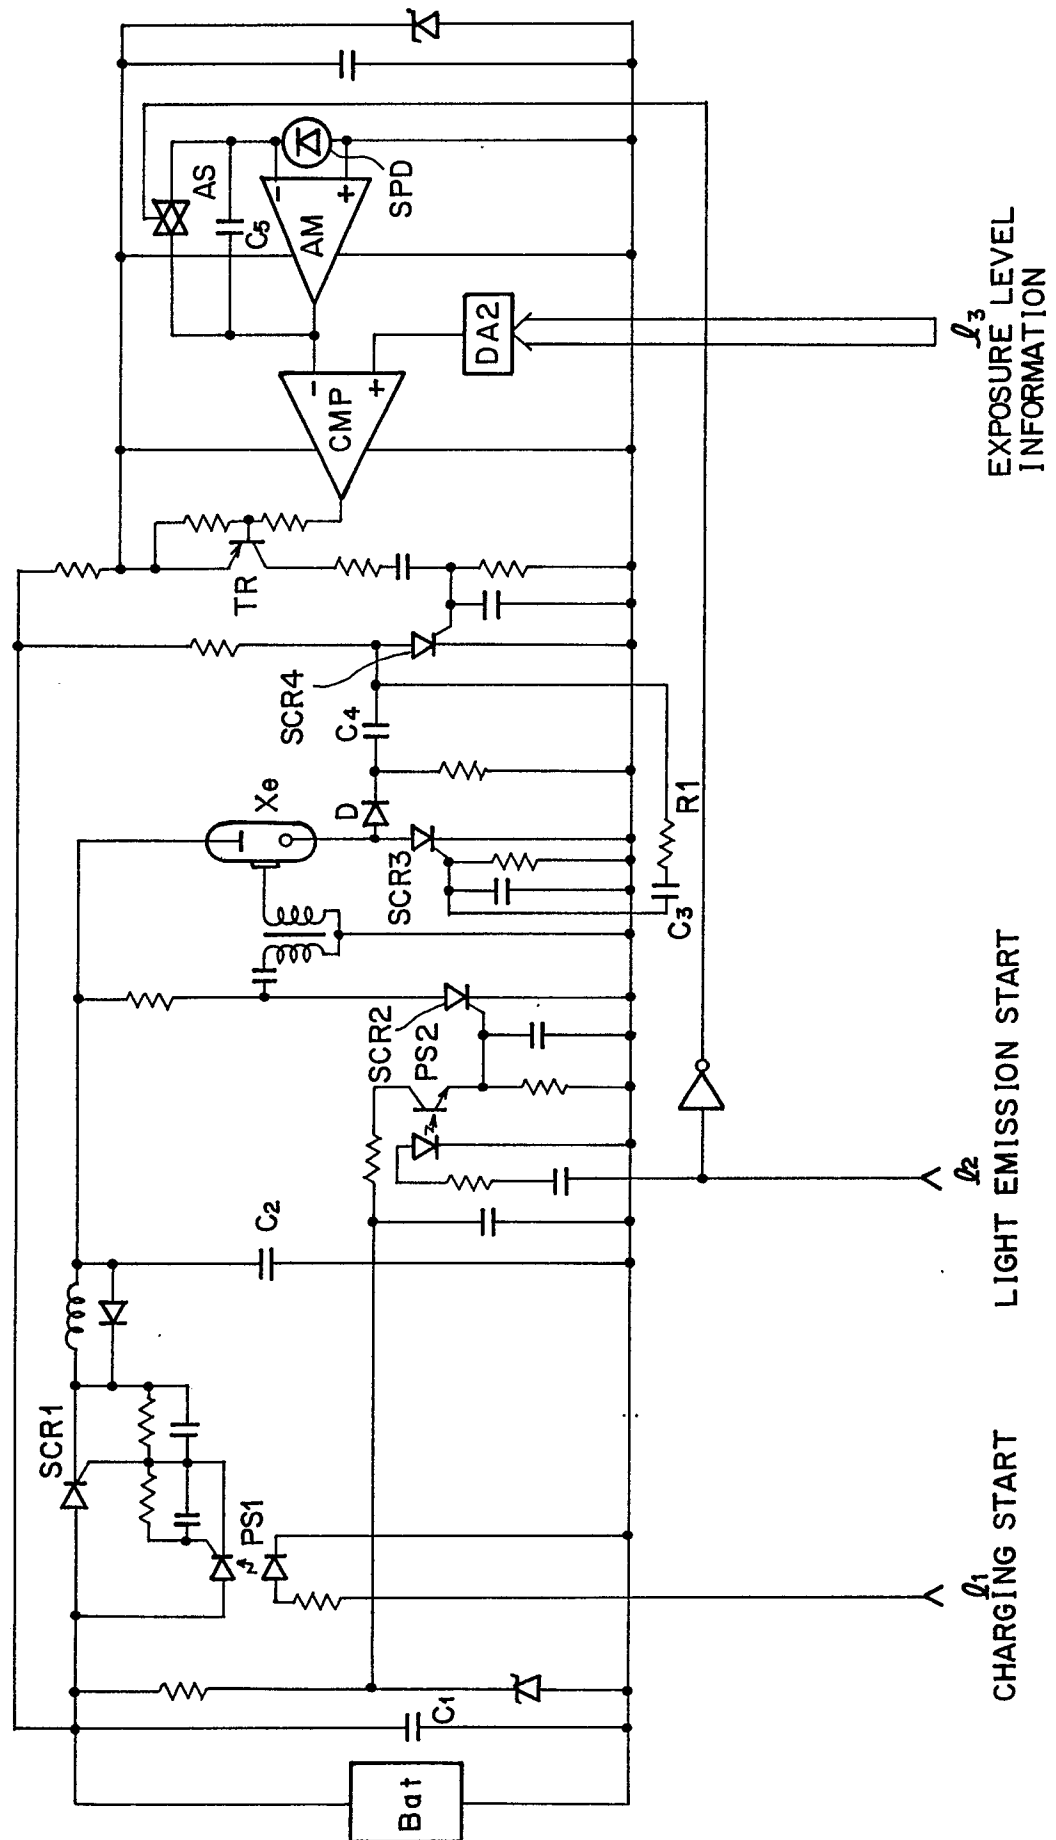 Bat
C1
PS1
SCR1
C2
PS2
SCR2
C3
R1
SCR3
D
Xe
C4
SCR4
TR
CMP
-
+
DA2
AM
-
+
C5
AS
SPD
ℓ1
CHARGING START
ℓ2
LIGHT EMISSION START
ℓ3
EXPOSURE LEVEL
INFORMATION